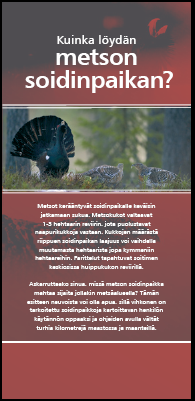 Kuinka löydän
metson
soidinpaikan?
Metsot kerääntyvät soidinpaikalle keväisin
jatkamaan sukua. Metsokukot valtaavat
1-3 hehtaarin reviirin, jota puolustavat
naapurikukkoja vastaan. Kukkojen määrästä
riippuen soidinpaikan laajuus voi vaihdella
muutamasta hehtaarista jopa kymmeniin
hehtaareihin. Parittelut tapahtuvat soitimen
keskiosissa huippukukon reviirillä.
Askarrutteeko sinua, missä metson soidinpaikka
mahtaa sijaita jollakin metsäalueella? Tämän
esitteen neuvoista voi olla apua, sillä vihkonen on
tarkoitettu soidinpaikkoja kartoittavan henkilön
käytännön oppaaksi ja ohjeiden avulla vältät
turhia kilometrejä maastossa ja maanteillä.